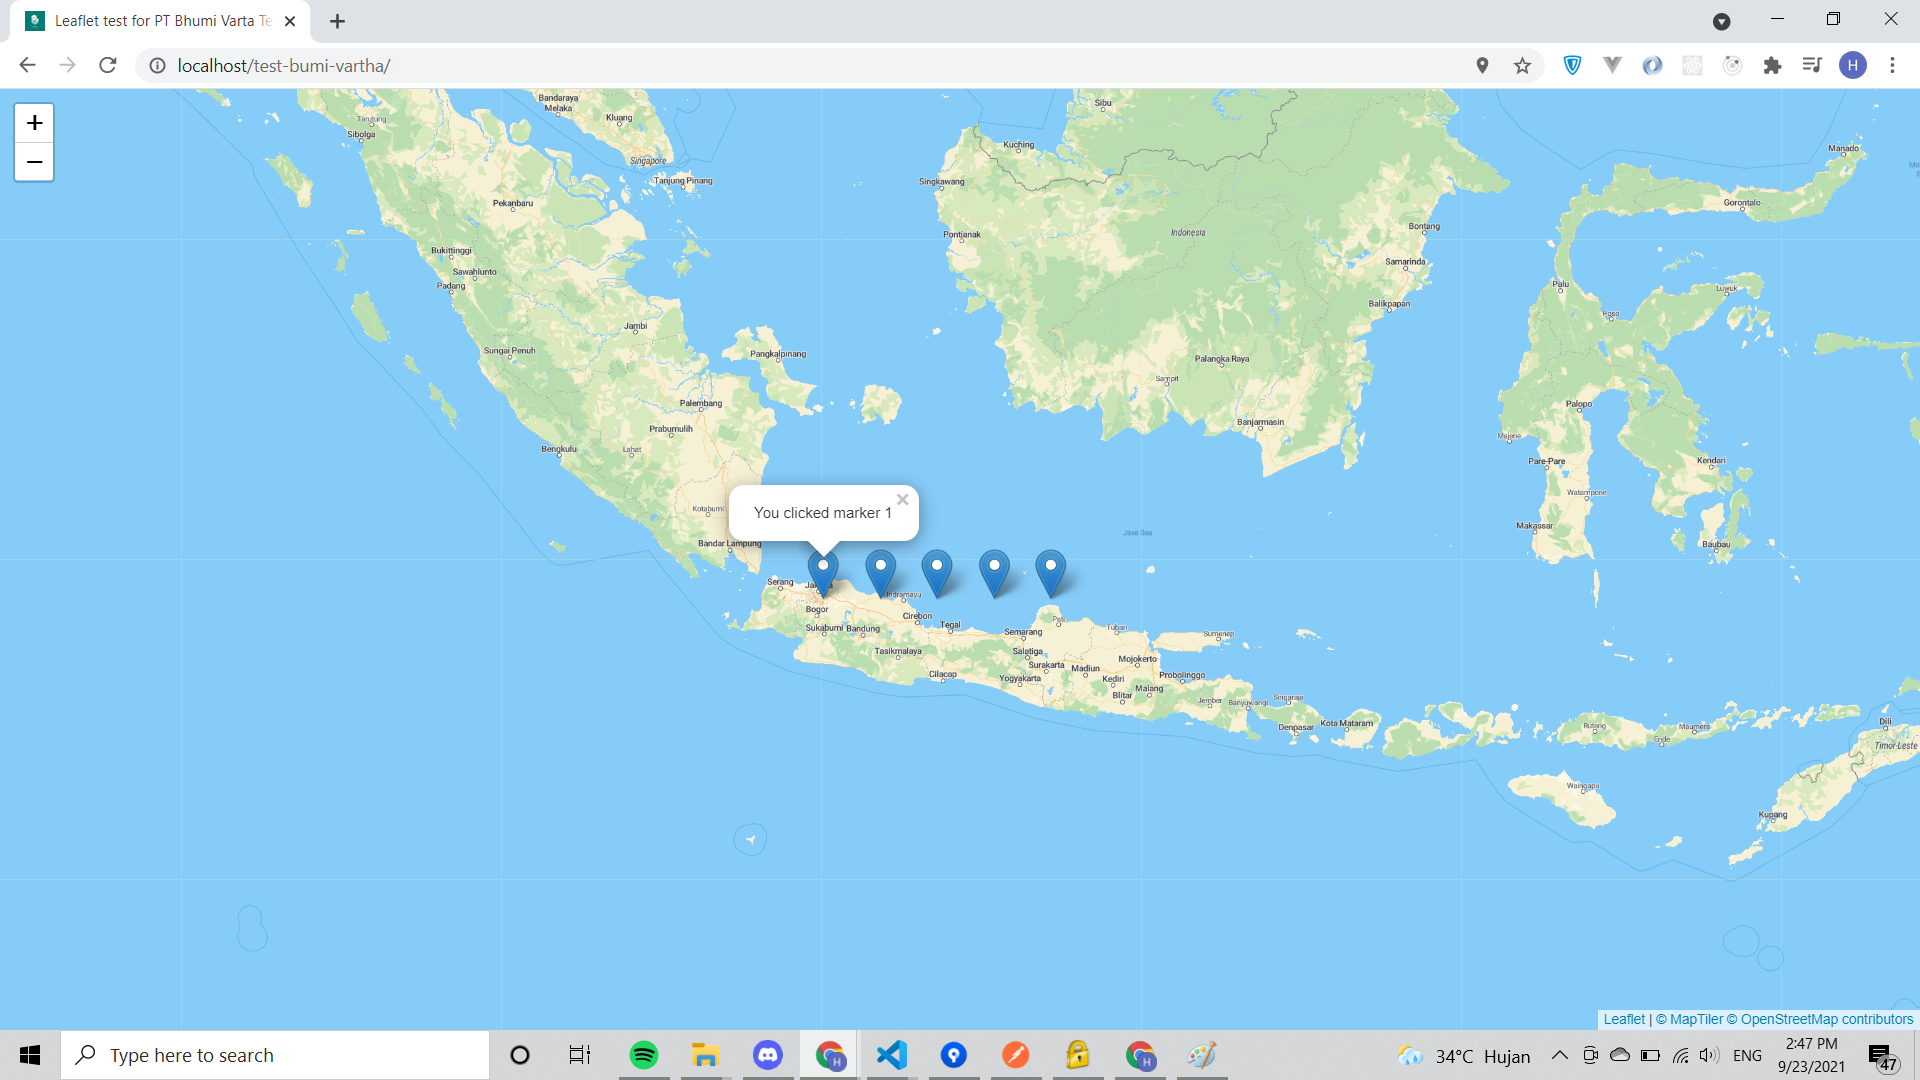 Leaflet test for PT Bhumi Varta Te
localhost/test-bumi-vartha/
H
+
−
Bandaraya
Melaka
Kluang
Sibu
Tarutung
Sibolga
Singapore
Kuching
Manado
Tanjung Pinang
Singkawang
Pekanbaru
Gorontalo
Pontianak
Indonesia
Bontang
Bukittinggi
Sawahlunto
Padang
Samarinda
Palu
Luwuk
Balikpapan
Poso
Jambi
Sungai Penuh
Pangkalpinang
Palangka Raya
Sampit
Palembang
Palopo
Prabumulih
Banjarmasin
Majene
Bengkulu
Lahat
Pare-Pare
Kendari
Watampone
You clicked marker 1
×
Kotabumi
Makassar
Java Sea
Bandar Lampung
Baubau
Serang
Indramayu
Bogor
Cirebon
Pati
Sukabumi
Bandung
Tegal
Semarang
Tuban
Sumenep
Tasikmalaya
Salatiga
Mojokerto
Surakarta
Madiun
Cilacap
Yogyakarta
Kediri
Probolinggo
Blitar
Malang
Jember
Banyuwangi
Singaraja
Denpasar
Kota Mataram
Ruteng
Ende
Maumere
Dili
Timor-Leste
Waingapu
Kupang
Leaflet | © MapTiler © OpenStreetMap contributors
Type here to search
34°C Hujan
ENG
2:47 PM
9/23/2021
47